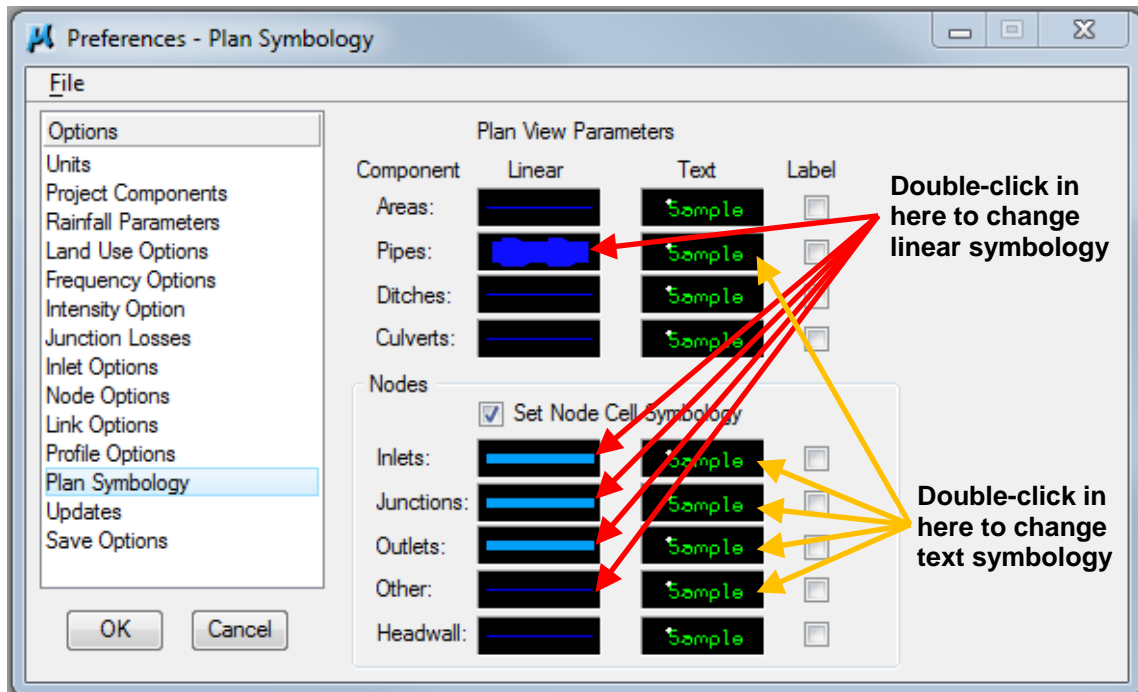 Preferences - Plan Symbology
File
Options
Units
Project Components
Rainfall Parameters
Land Use Options
Frequency Options
Intensity Option
Junction Losses
Inlet Options
Node Options
Link Options
Profile Options
Plan Symbology
Updates
Save Options
OK Cancel
Plan View Parameters
Component Linear Text Label
Areas: Sample
Pipes: Sample
Ditches: Sample
Culverts: Sample
Nodes
Set Node Cell Symbology
Inlets: Sample
Junctions: Sample
Outlets: Sample
Other: Sample
Headwall: Sample
Double-click in
here to change
linear symbology
Double-click in
here to change
text symbology